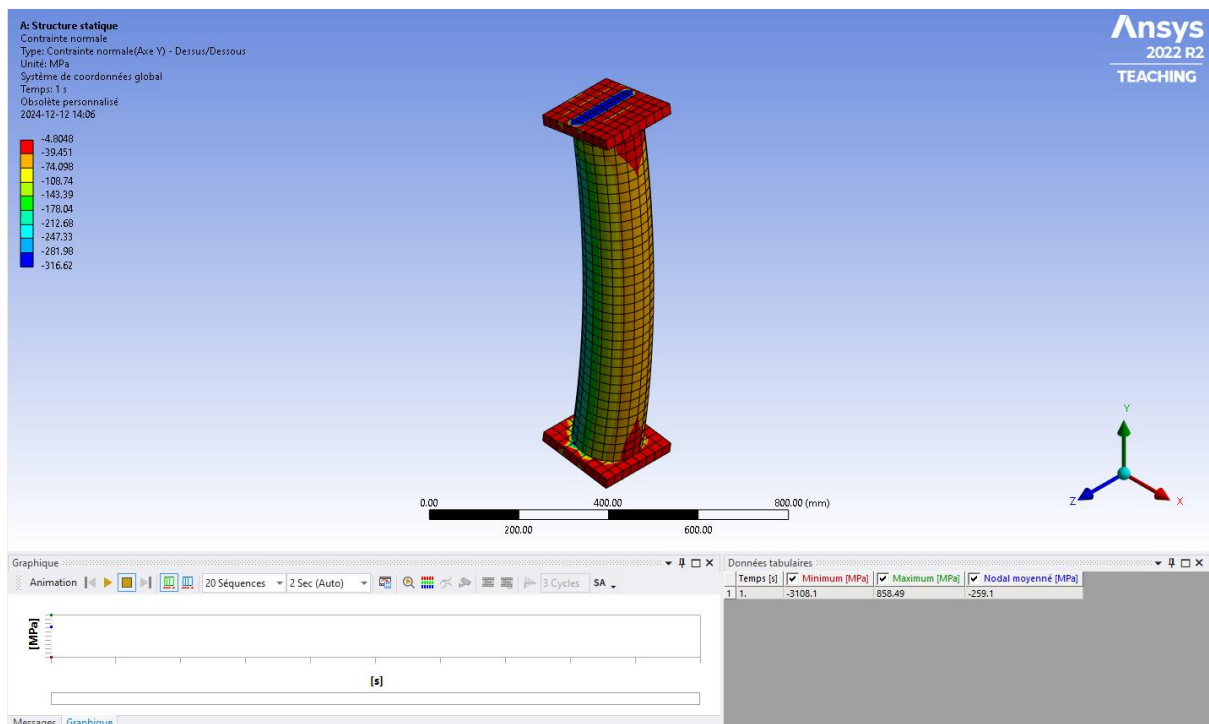 A: Structure statique
Contrainte normale
Type: Contrainte normale(Axe Y) - Dessus/Dessous
Unité: MPa
Système de coordonnées global
Temps: 1 s
Obsolète personnalisé
2024-12-12 14:06
-4.8048
-39.451
-74.098
-108.74
-143.39
-178.04
-212.68
-247.33
-281.98
-316.62
Ansys
2022 R2
TEACHING
Y
Z
X
0.00 400.00 800.00 (mm)
200.00 600.00
Graphique
Animation 20 Séquences 2 Sec (Auto) 3 Cycles SA
[MPa]
[s]
Messages Graphique
Données tabulaires
Temps [s] Minimum [MPa] Maximum [MPa] Nodal moyenné [MPa]
1 1. -3108.1 858.49 -259.1